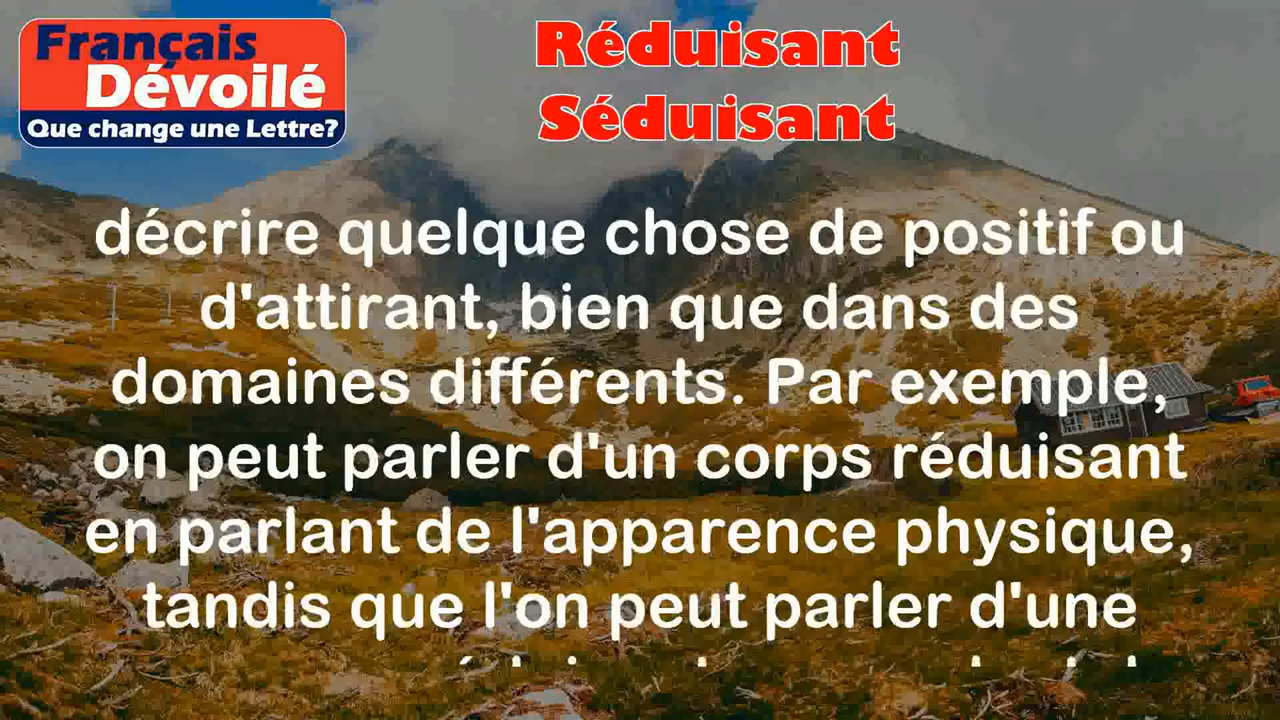 Français
Dévoilé
Que change une Lettre?
Réduisant
Séduisant
décrire quelque chose de positif ou
d'attirant, bien que dans des
domaines différents. Par exemple,
on peut parler d'un corps réduisant
en parlant de l'apparence physique,
tandis que l'on peut parler d'une